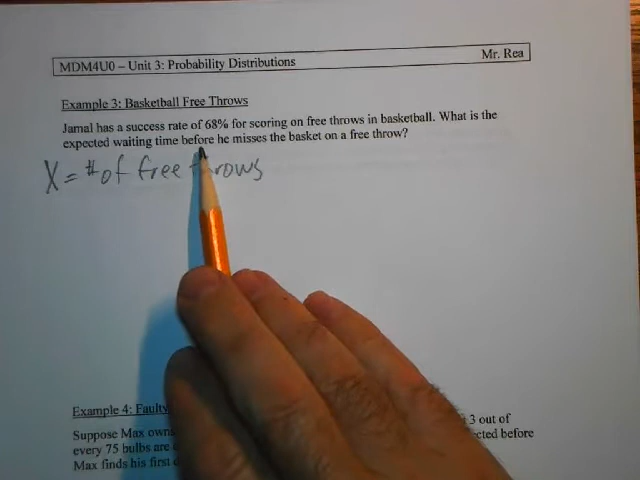 MDM4U0 – Unit 3: Probability Distributions Mr. Rea
Example 3: Basketball Free Throws
Jamal has a success rate of 68% for scoring on free throws in basketball. What is the
expected waiting time before he misses the basket on a free throw?
X = # of free throws
Example 4: Faulty
Suppose Max own 3 out of
every 75 bulbs are before
Max finds his first